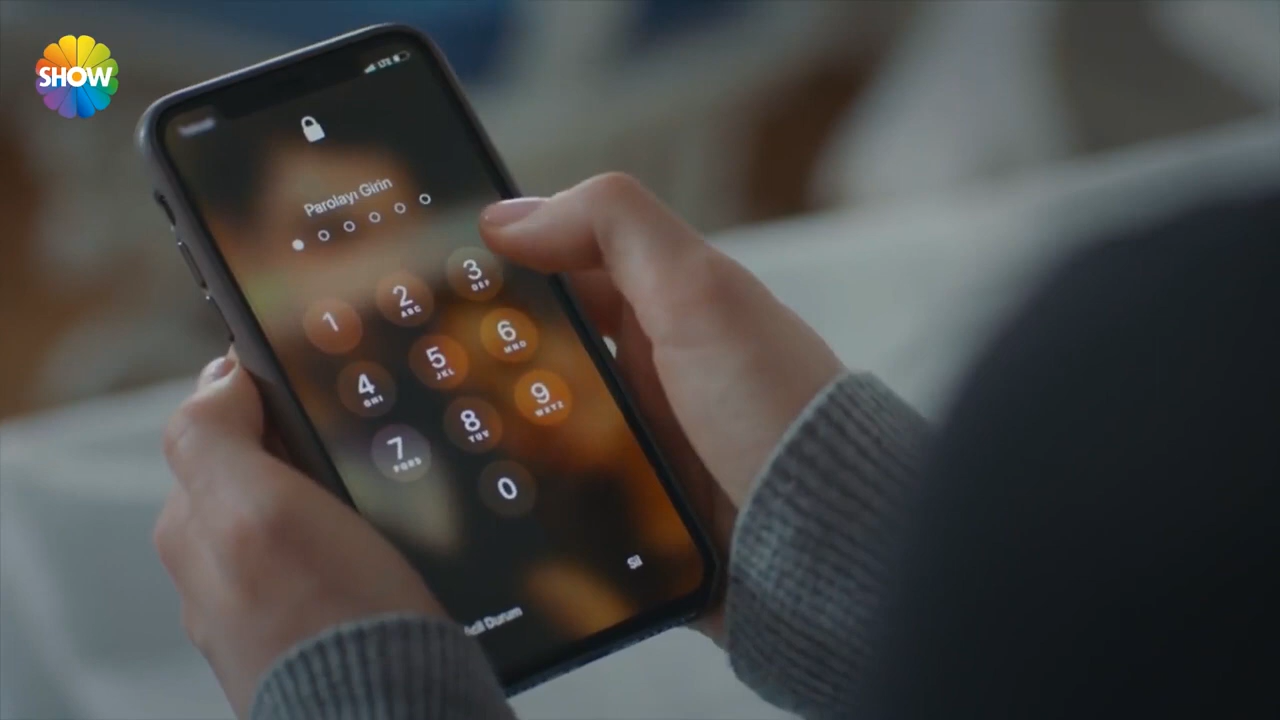 SHOW
LTE
Parolayı Girin
1
2
ABC
3
DEF
4
GHI
5
JKL
6
MNO
7
PQRS
8
TUV
9
WXYZ
0
Sil
Acil Durum